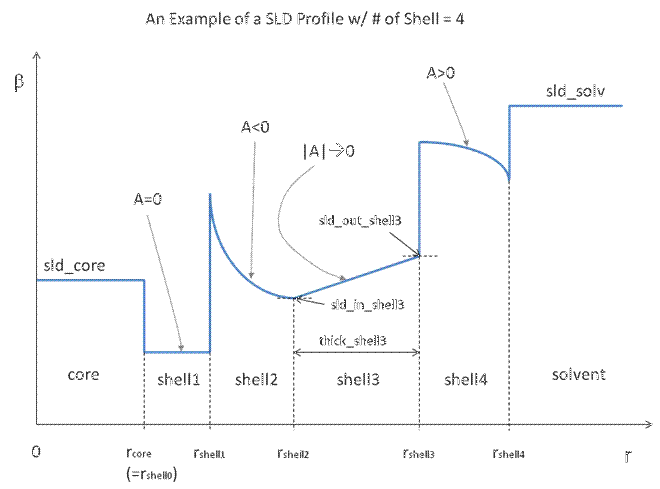 An Example of a SLD Profile w/ # of Shell = 4
β
A>0
sld_solv
A<0
|A|→0
A=0
sld_out_shell3
sld_core
sld_in_shell3
thick_shell3
core
shell1
shell2
shell3
shell4
solvent
0
rcore
(=rshell0)
rshell1
rshell2
rshell3
rshell4
r